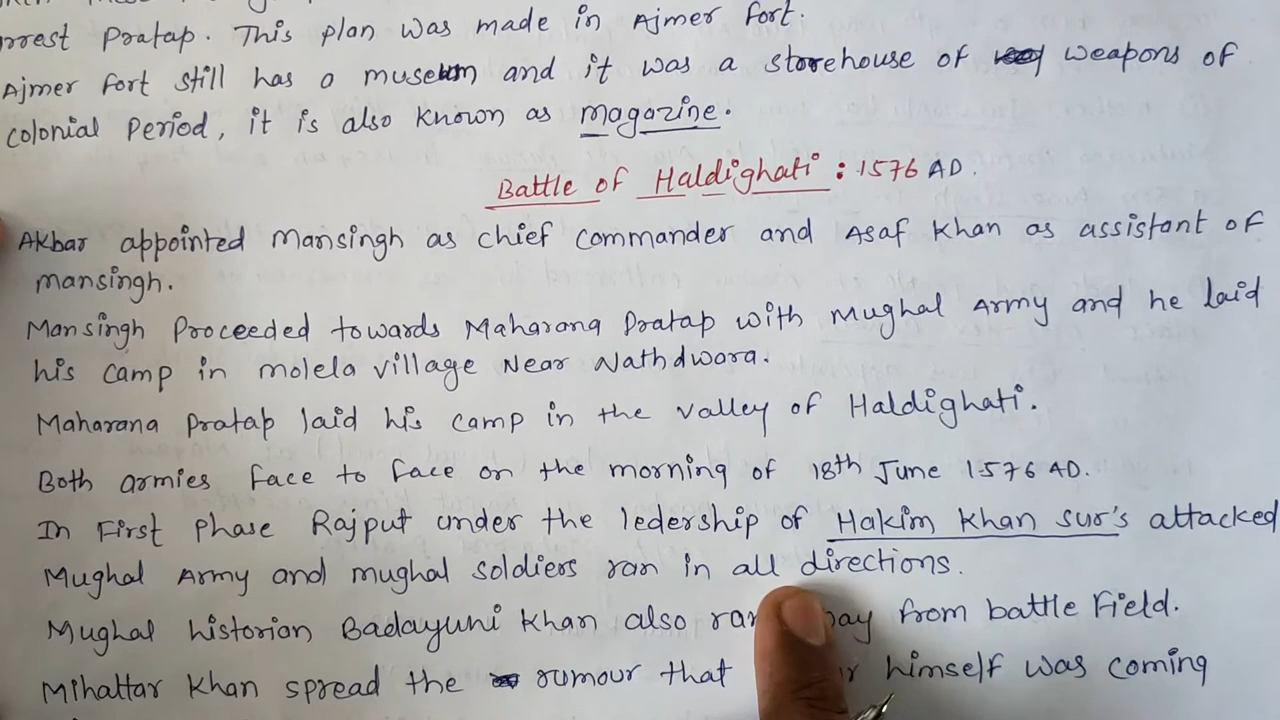 Pratap. This plan was made in Ajmer Fort.
Ajmer Fort still has a museum and it was a storehouse of weapons of
colonial Period, it is also known as magazine.
Battle of Haldighati : 1576 AD.
Akbar appointed Mansingh as chief commander and Asaf Khan as assistant of
mansingh.
Mansingh Proceeded towards Maharana Pratap with Mughal Army and he laid
his camp in molela village Near Nathdwara.
Maharana Pratap laid his camp in the valley of Haldighati.
Both armies face to face on the morning of 18th June 1576 AD.
In First phase Rajput under the ledership of Hakim Khan Sur's attacked
Mughal Army and mughal soldiers ran in all directions.
Mughal historian Badayuni Khan also from battle Field.
Mihattar Khan spread the rumour that himself was coming